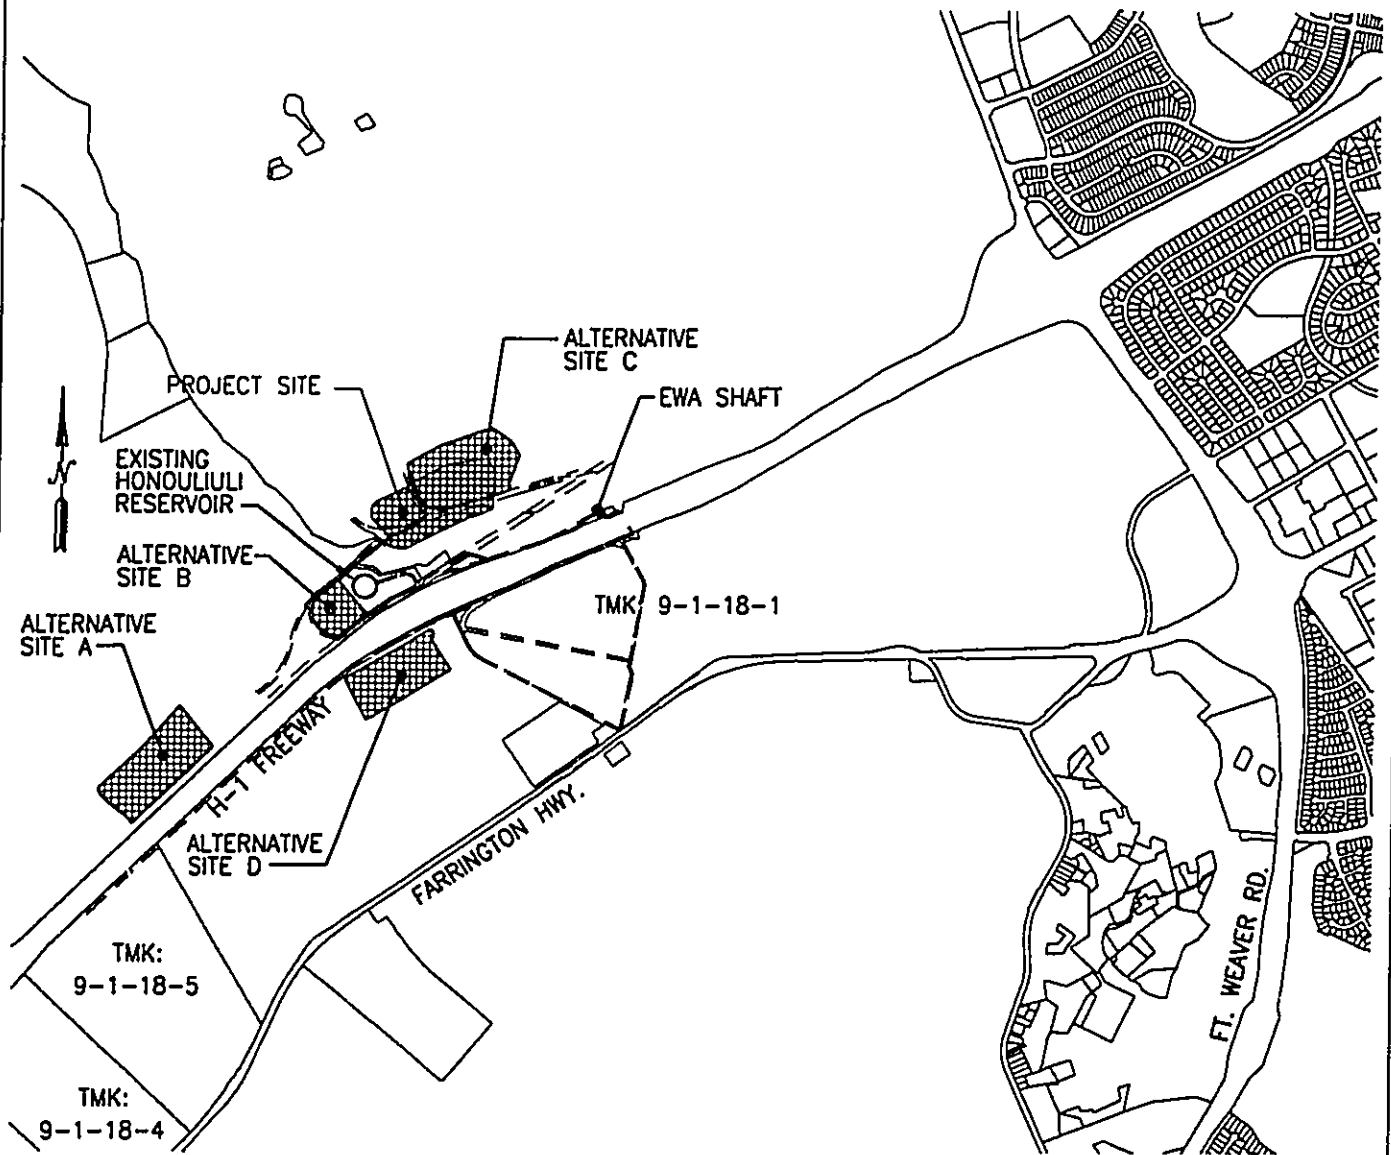 ALTERNATIVE
SITE C
PROJECT SITE
EWA SHAFT
N
EXISTING
HONOULIULI
RESERVOIR
ALTERNATIVE
SITE B
TMK 9-1-18-1
ALTERNATIVE
SITE A
H-1 FREEWAY
ALTERNATIVE
SITE D
FARRINGTON HWY.
FT. WEAVER RD.
TMK:
9-1-18-5
TMK:
9-1-18-4